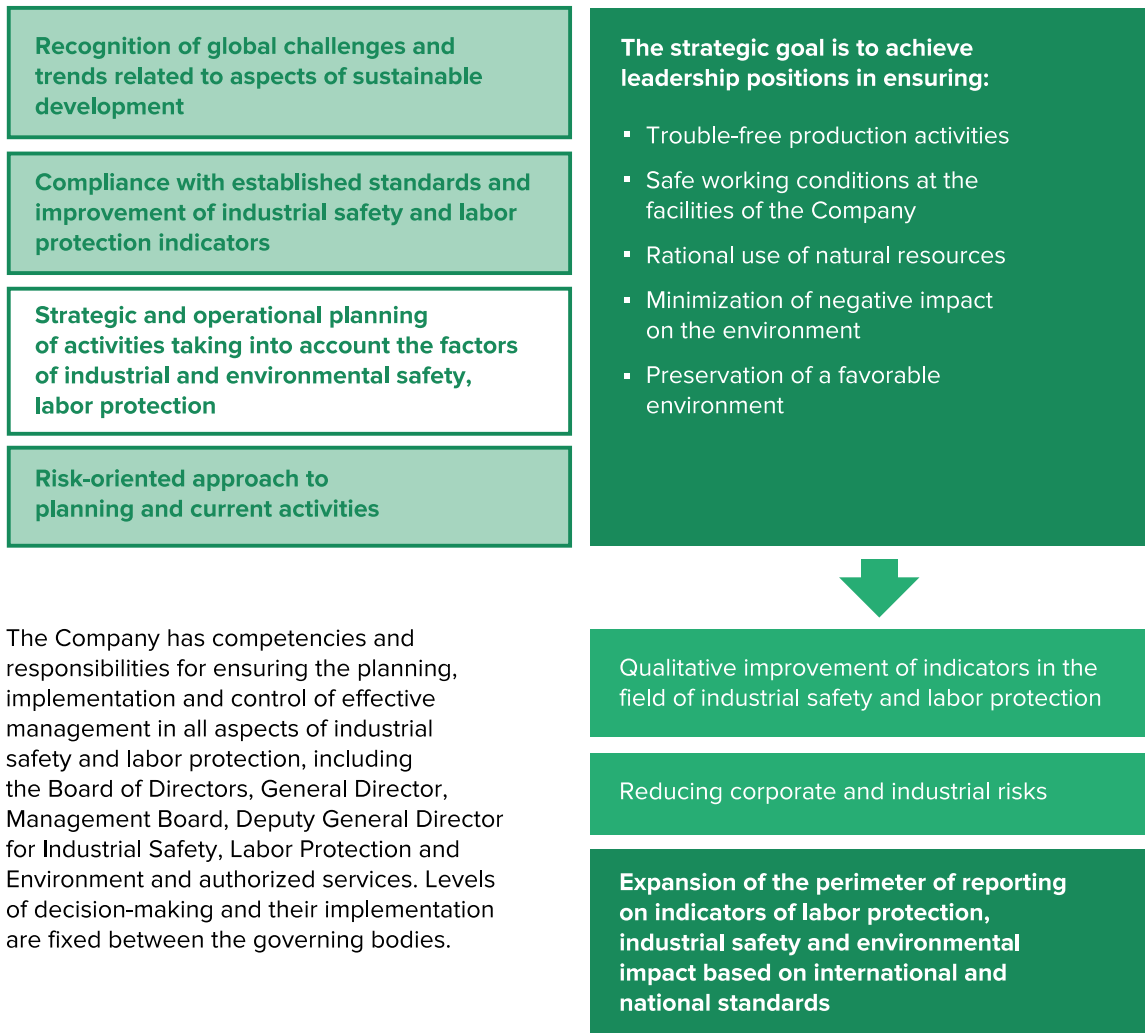 Recognition of global challenges and
trends related to aspects of sustainable
development
Compliance with established standards and
improvement of industrial safety and labor
protection indicators
Strategic and operational planning
of activities taking into account the factors
of industrial and environmental safety,
labor protection
Risk-oriented approach to
planning and current activities
The Company has competencies and
responsibilities for ensuring the planning,
implementation and control of effective
management in all aspects of industrial
safety and labor protection, including
the Board of Directors, General Director,
Management Board, Deputy General Director
for Industrial Safety, Labor Protection and
Environment and authorized services. Levels
of decision-making and their implementation
are fixed between the governing bodies.
The strategic goal is to achieve
leadership positions in ensuring:
▪ Trouble-free production activities
▪ Safe working conditions at the
facilities of the Company
▪ Rational use of natural resources
▪ Minimization of negative impact
on the environment
▪ Preservation of a favorable
environment
Qualitative improvement of indicators in the
field of industrial safety and labor protection
Reducing corporate and industrial risks
Expansion of the perimeter of reporting
on indicators of labor protection,
industrial safety and environmental
impact based on international and
national standards